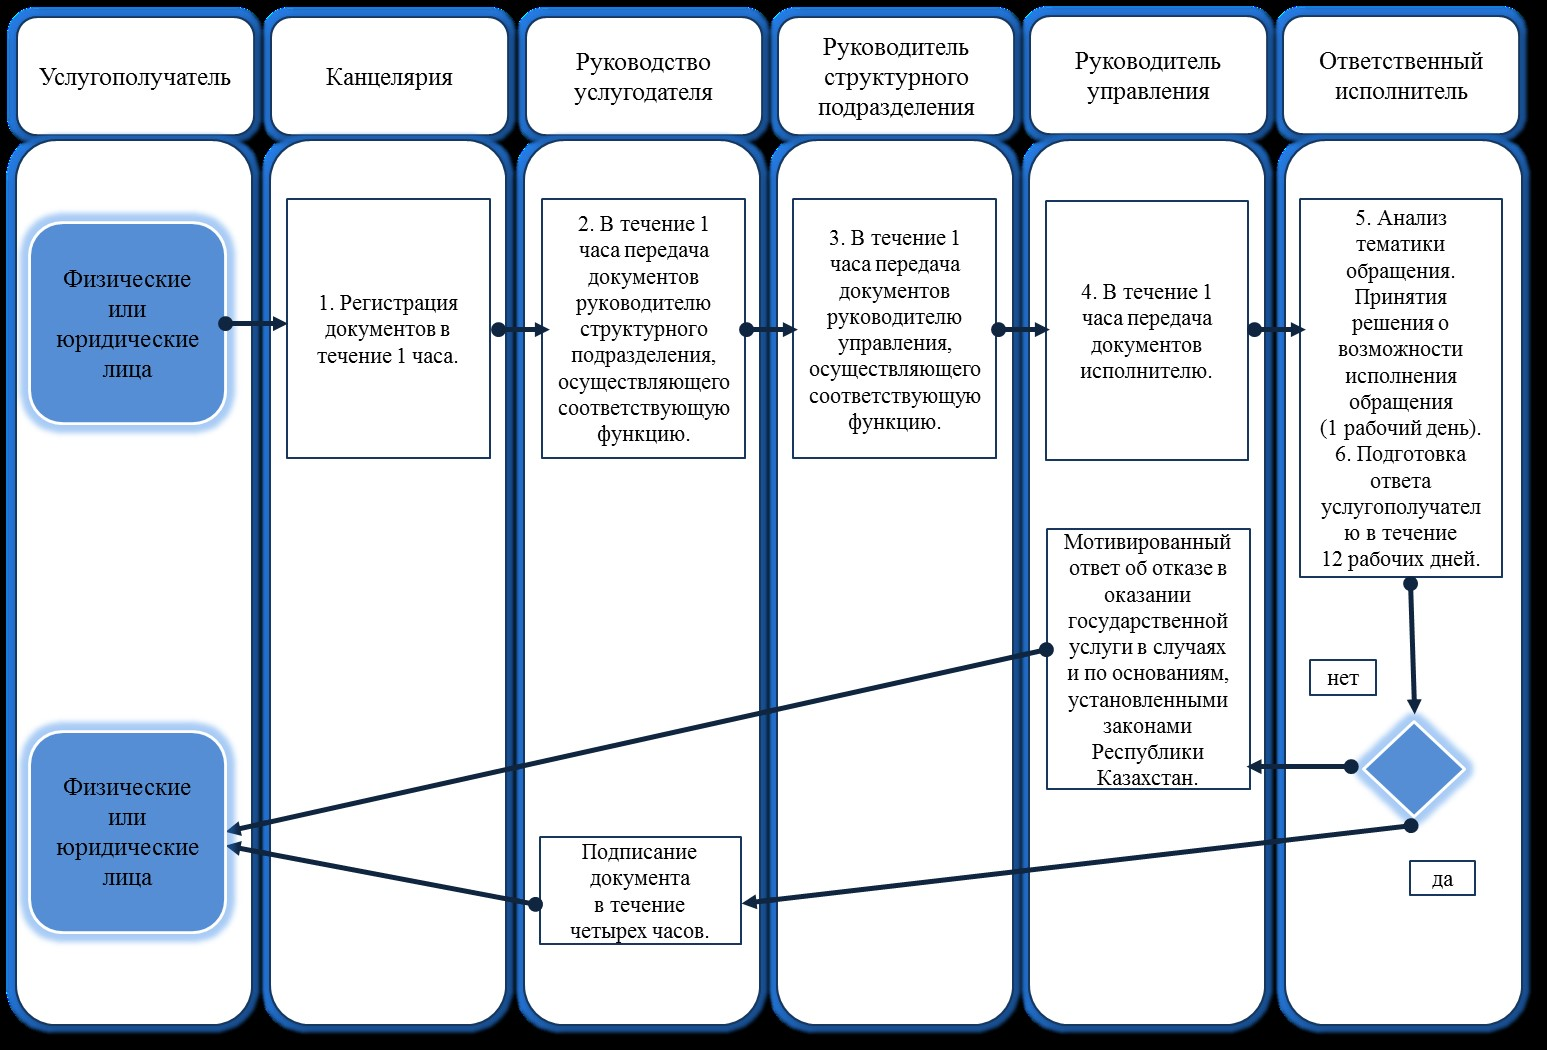 Услугополучатель
Канцелярия
Руководство
услугодателя
Руководитель
структурного
подразделения
Руководитель
управления
Ответственный
исполнитель
Физические
или
юридические
лица
1. Регистрация
документов в
течение 1 часа.
2. В течение 1
часа передача
документов
руководителю
структурного
подразделения,
осуществляющего
соответствующую
функцию.
3. В течение 1
часа передача
документов
руководителю
управления,
осуществляющего
соответствующую
функцию.
4. В течение 1
часа передача
документов
исполнителю.
5. Анализ
тематики
обращения.
Принятия
решения о
возможности
исполнения
обращения
(1 рабочий день).
6. Подготовка
ответа
услугополучател
ю в течение
12 рабочих дней.
Мотивированный
ответ об отказе в
оказании
государственной
услуги в случаях
и по основаниям,
установленными
законами
Республики
Казахстан.
нет
Физические
или
юридические
лица
Подписание
документа
в течение
четырех часов.
да